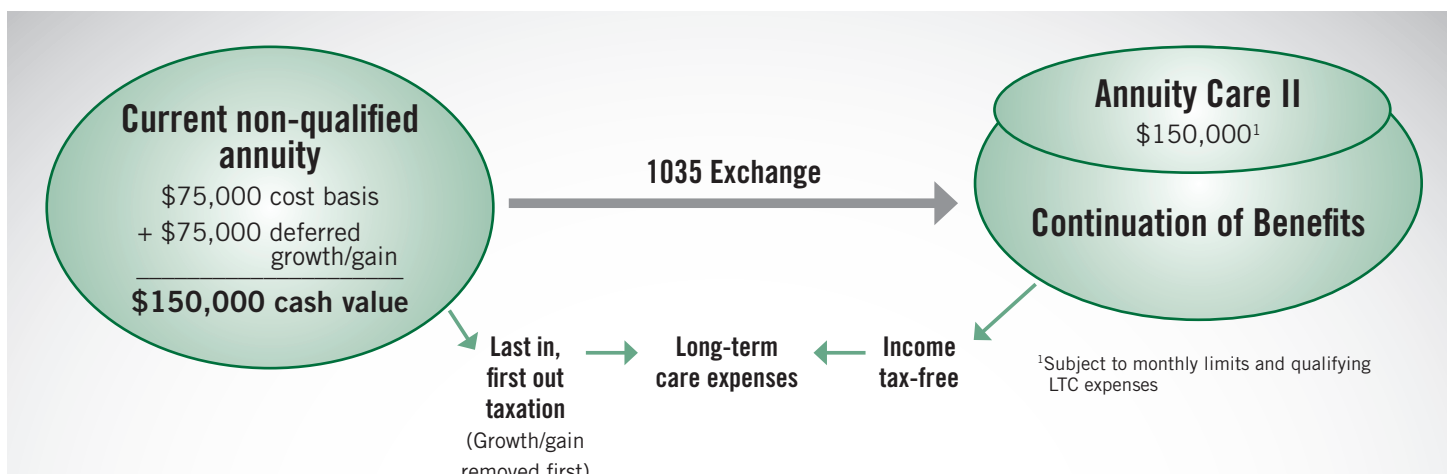 Current non-qualified
annuity
$75,000 cost basis
+ $75,000 deferred
growth/gain
$150,000 cash value
1035 Exchange
Annuity Care II
$150,000¹
Continuation of Benefits
Last in,
first out
taxation
(Growth/gain
removed first)
Long-term
care expenses
Income
tax-free
¹Subject to monthly limits and qualifying
LTC expenses